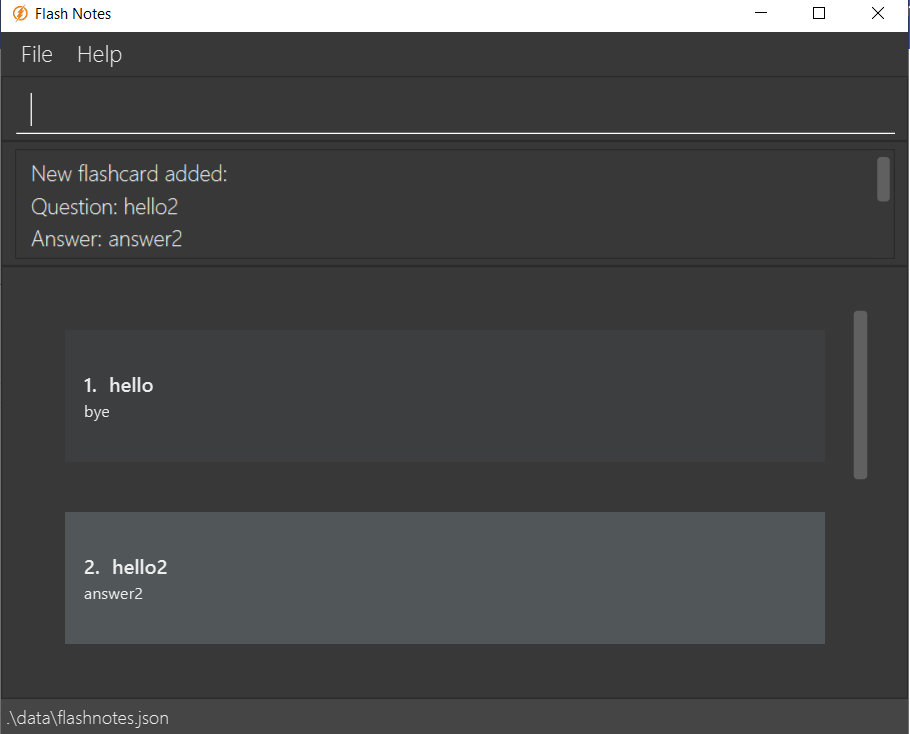 Flash Notes
File Help
New flashcard added:
Question: hello2
Answer: answer2
1. hello
bye
2. hello2
answer2
.\data\flashnotes.json